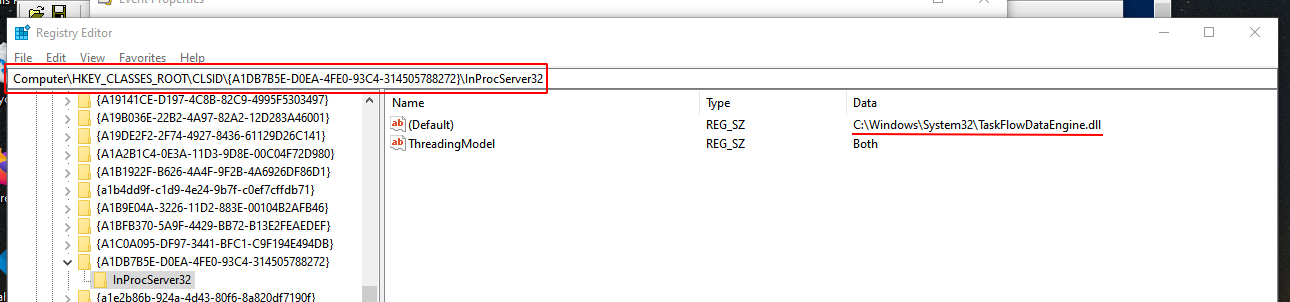 Event Properties
Registry Editor
File Edit View Favorites Help
Computer\HKEY_CLASSES_ROOT\CLSID\{A1DB7B5E-D0EA-4FE0-93C4-314505788272}\InProcServer32
{A19141CE-D197-4C8B-82C9-4995F5303497}
{A19B036E-22B2-4A97-82A2-12D283A46001}
{A19DE2F2-2F74-4927-8436-61129D26C141}
{A1A2B1C4-0E3A-11D3-9D8E-00C04F72D980}
{A1B1922F-B626-4A4F-9F2B-4A6926DF86D1}
{a1b4dd9f-c1d9-4e24-9b7f-c0ef7cffdb71}
{A1B9E04A-3226-11D2-883E-00104B2AFB46}
{A1BFB370-5A9F-4429-BB72-B13E2FEAEDEF}
{A1C0A095-DF97-3441-BFC1-C9F194E494DB}
{A1DB7B5E-D0EA-4FE0-93C4-314505788272}
InProcServer32
{a1e2b86b-924a-4d43-80f6-8a820df7190f}
Name Type Data
(Default) REG_SZ C:\Windows\System32\TaskFlowDataEngine.dll
ThreadingModel REG_SZ Both